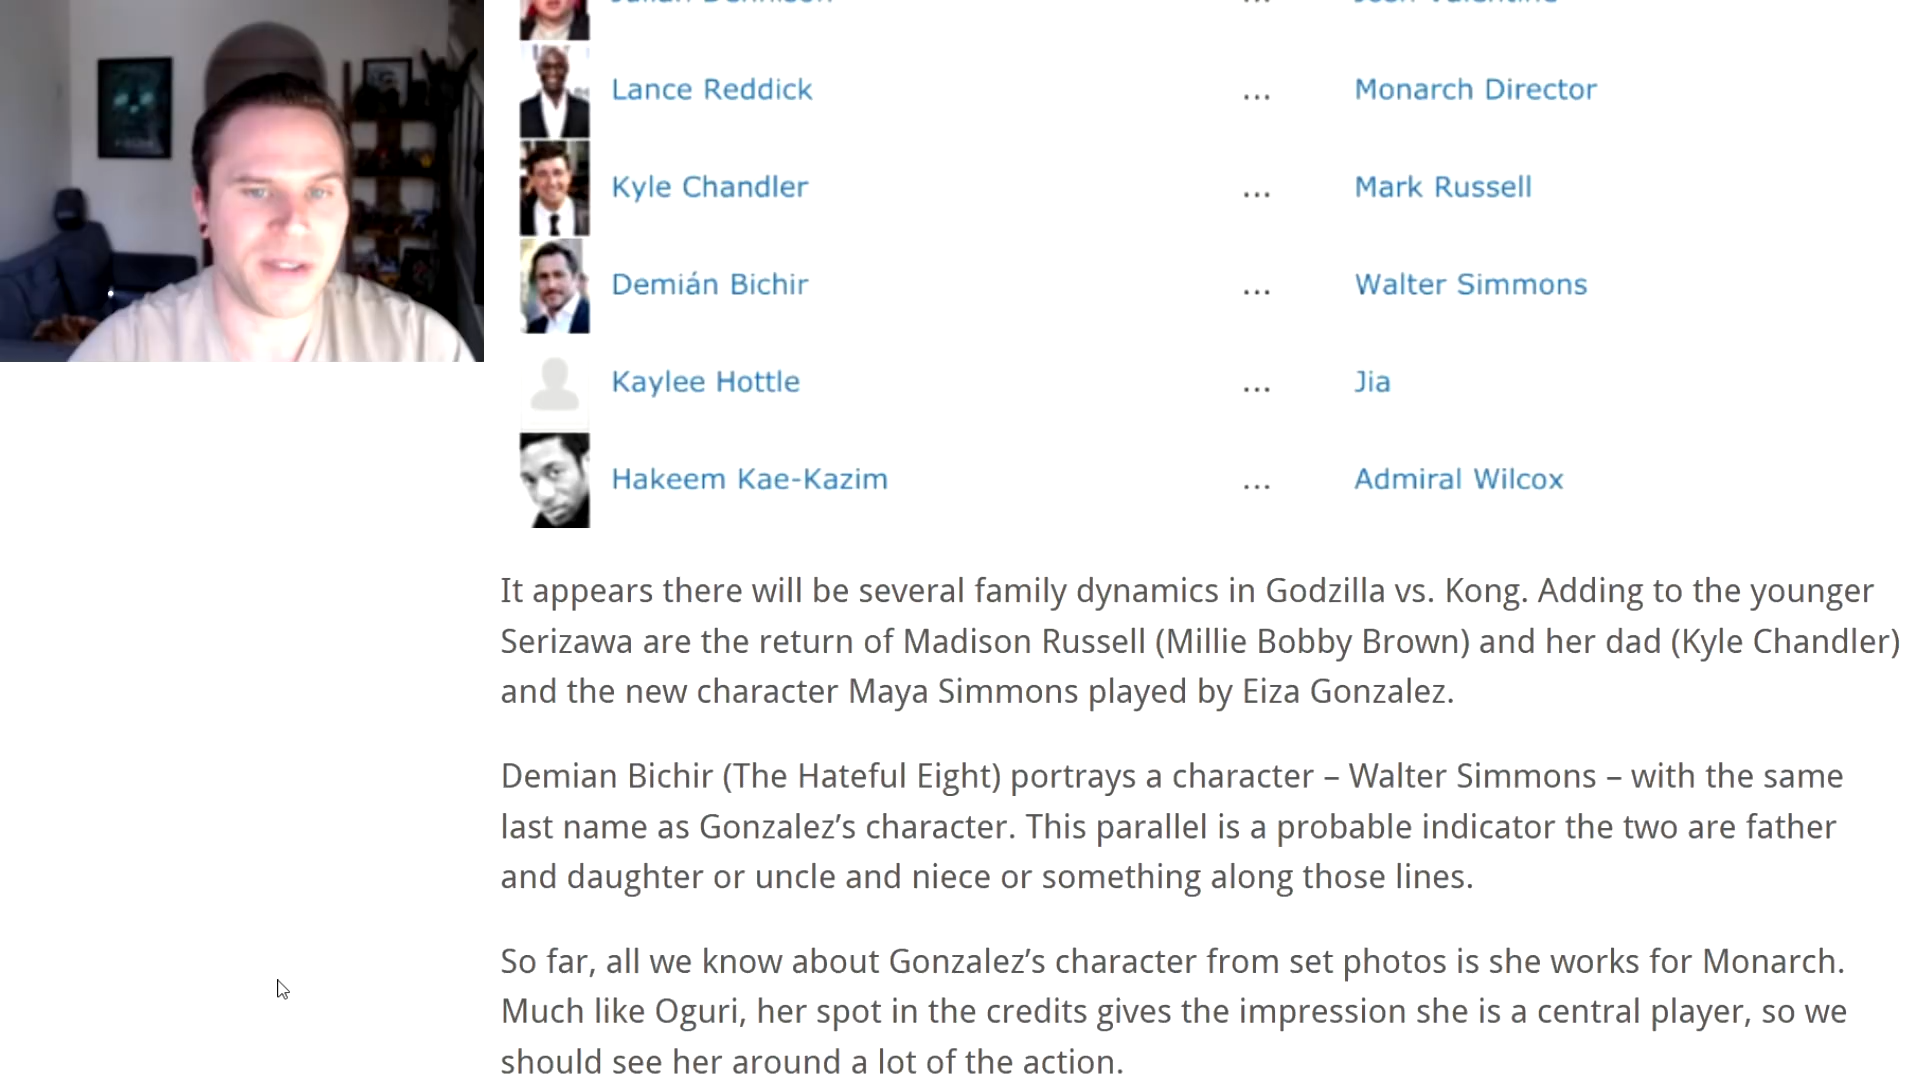 Julian Dennison ... Josh Valentine
Lance Reddick ... Monarch Director
Kyle Chandler ... Mark Russell
Demián Bichir ... Walter Simmons
Kaylee Hottle ... Jia
Hakeem Kae-Kazim ... Admiral Wilcox
It appears there will be several family dynamics in Godzilla vs. Kong. Adding to the younger
Serizawa are the return of Madison Russell (Millie Bobby Brown) and her dad (Kyle Chandler)
and the new character Maya Simmons played by Eiza Gonzalez.
Demian Bichir (The Hateful Eight) portrays a character – Walter Simmons – with the same
last name as Gonzalez’s character. This parallel is a probable indicator the two are father
and daughter or uncle and niece or something along those lines.
So far, all we know about Gonzalez’s character from set photos is she works for Monarch.
Much like Oguri, her spot in the credits gives the impression she is a central player, so we
should see her around a lot of the action.